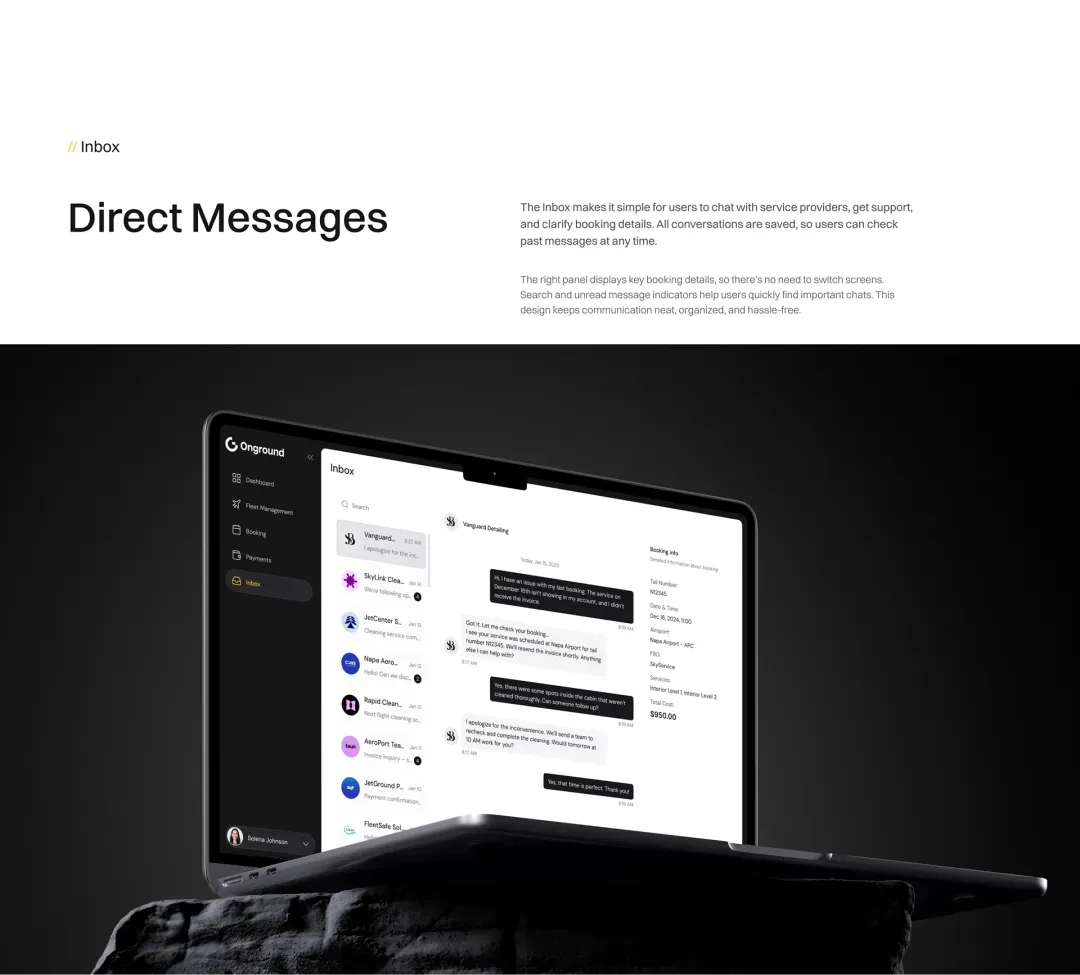 // Inbox
Direct Messages
The Inbox makes it simple for users to chat with service providers, get support,
and clarify booking details. All conversations are saved, so users can check
past messages at any time.
The right panel displays key booking details, so there's no need to switch screens.
Search and unread message indicators help users quickly find important chats. This
design keeps communication neat, organized, and hassle-free.
Onground
Dashboard
Fleet Management
Booking
Payments
Inbox
Selena Johnson
Inbox
Search
Vanguard... 8:27 AM
I apologize for the inc...
SkyLink Clea... Jan 14
We're following up... 4
JetCenter S... Jan 13
Cleaning service com...
CUBE
Napa Aero... Jan 12
Hello! Can we disc... 2
Rapid Clean... Jan 12
Next flight cleaning sc...
AeroPort Tea... Jan 11
Invoice inquiry – s... 4
JetGround P... Jan 10
Payment confirmation...
FleetSafe Sol...
Vanguard Detailing
Today, Jan 15, 2025
Hi, I have an issue with my last booking. The service on
December 16th isn't showing in my account, and I didn't
receive the invoice.
8:19 AM
Got it. Let me check your booking...
I see your service was scheduled at Napa Airport for tail
number N12345. We'll resend the invoice shortly. Anything
else I can help with?
8:17 AM
Yes, there were some spots inside the cabin that weren't
cleaned thoroughly. Can someone follow up?
8:19 AM
I apologize for the inconvenience. We'll send a team to
recheck and complete the cleaning. Would tomorrow at
10 AM work for you?
8:17 AM
Yes, that time is perfect. Thank you!
8:19 AM
Booking info
Detailed information about booking
Tail Number:
N12345
Date & Time:
Dec 16, 2024, 11:00
Airport:
Napa Airport – APC
FBO:
SkyService
Services:
Interior Level 1, Interior Level 2
Total Cost:
$950.00